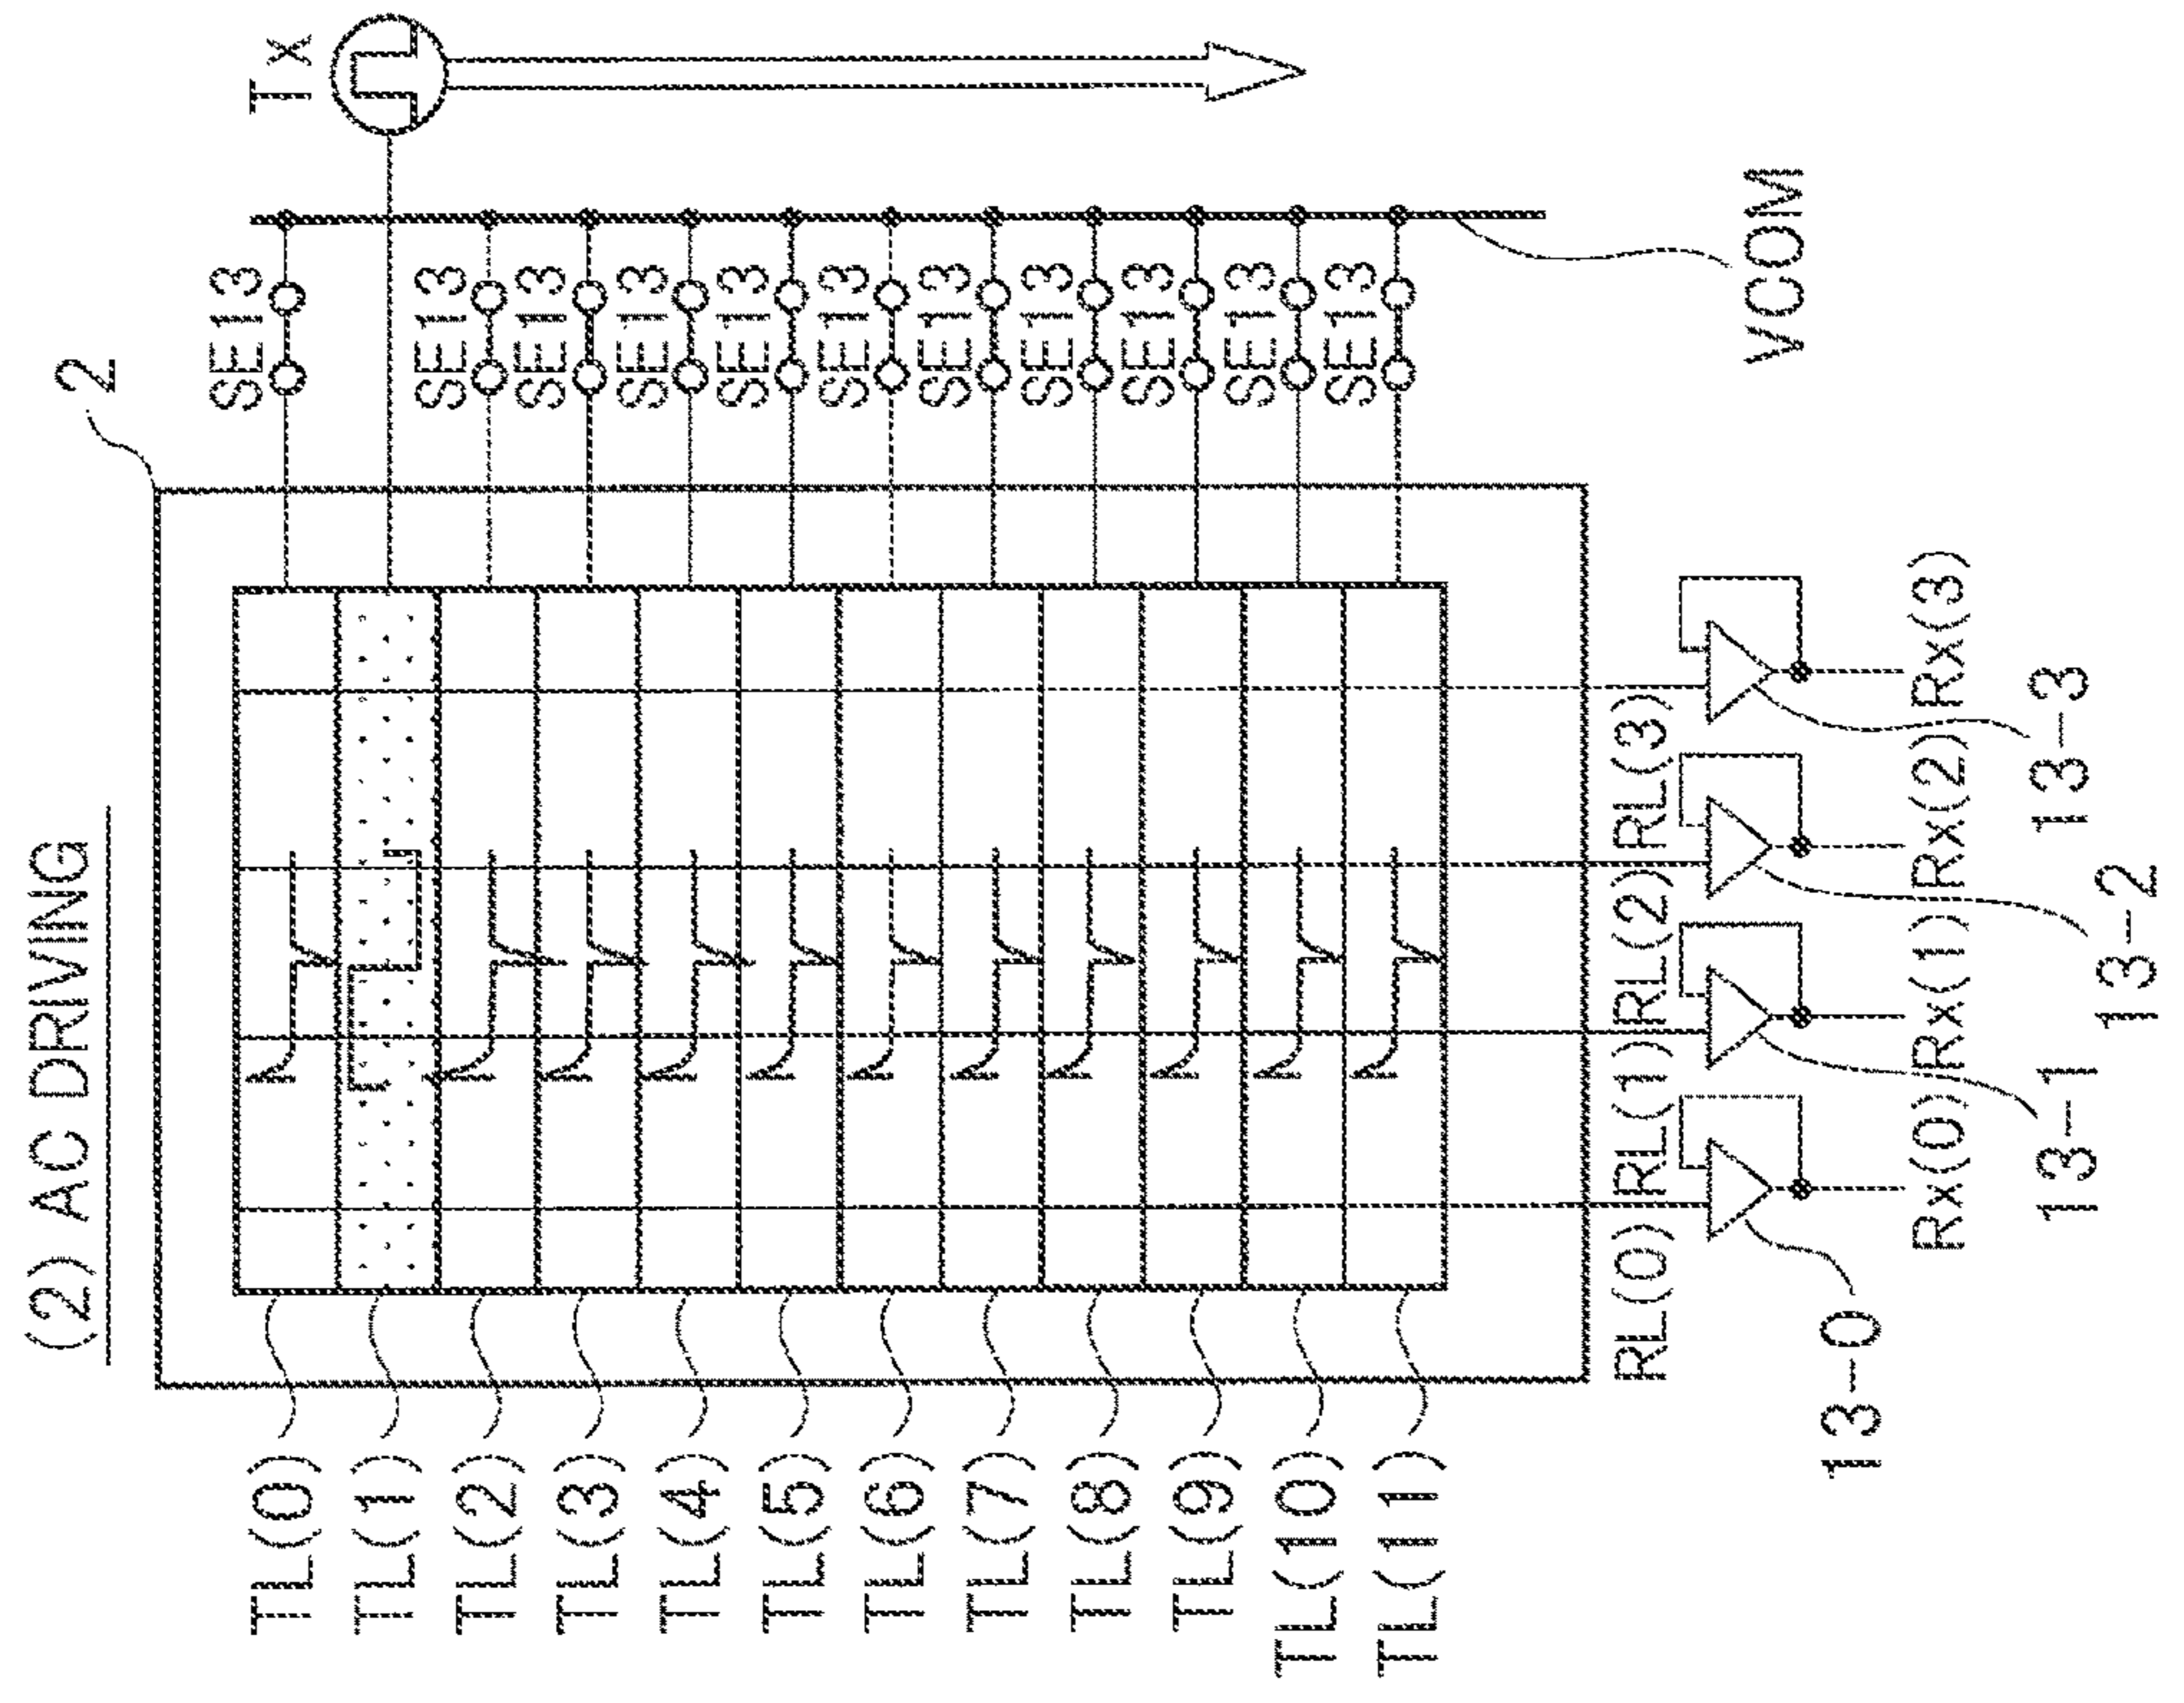 (2) AC DRIVING
2
TL(0)
TL(1)
TL(2)
TL(3)
TL(4)
TL(5)
TL(6)
TL(7)
TL(8)
TL(9)
TL(10)
TL(11)
SE13
SE13
SE13
SE13
SE13
SE13
SE13
SE13
SE13
SE13
SE13
Tx
VCOM
RL(0) RL(1) RL(2) RL(3)
Rx(0) Rx(1) Rx(2) Rx(3)
13-0
13-1
13-2
13-3